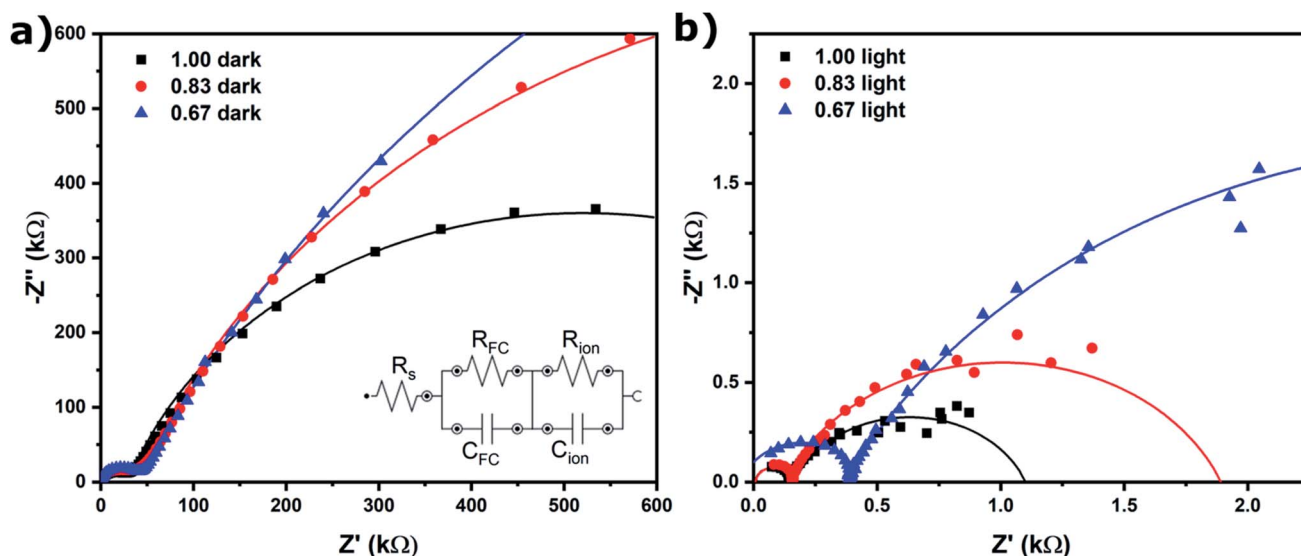 a)
1.00 dark
0.83 dark
0.67 dark
600
500
400
300
200
100
0
-Z'' (kΩ)
0 100 200 300 400 500 600
Z' (kΩ)
R_s
R_FC
R_ion
C_FC
C_ion
b)
1.00 light
0.83 light
0.67 light
2.0
1.5
1.0
0.5
0.0
-Z'' (kΩ)
0.0 0.5 1.0 1.5 2.0
Z' (kΩ)